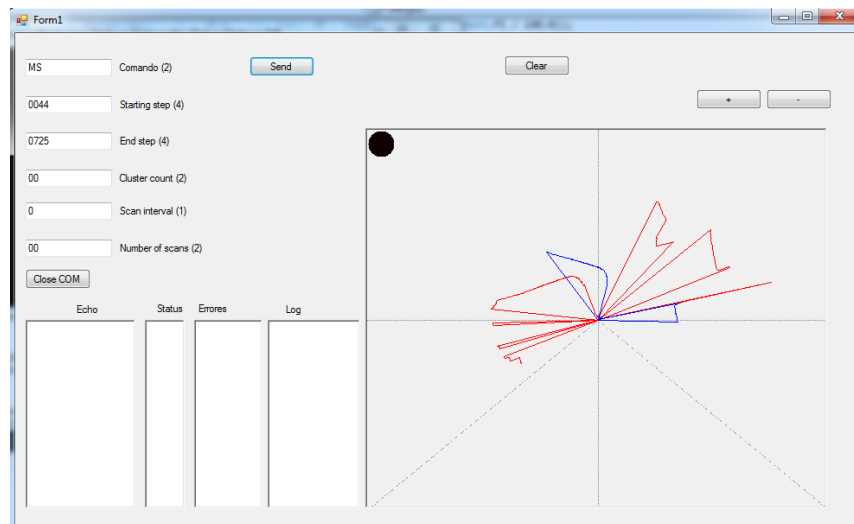 Form1
MS Comando (2) Send Clear
+ -
0044 Starting step (4)
0725 End step (4)
00 Cluster count (2)
0 Scan interval (1)
00 Number of scans (2)
Close COM
Echo Status Errores Log